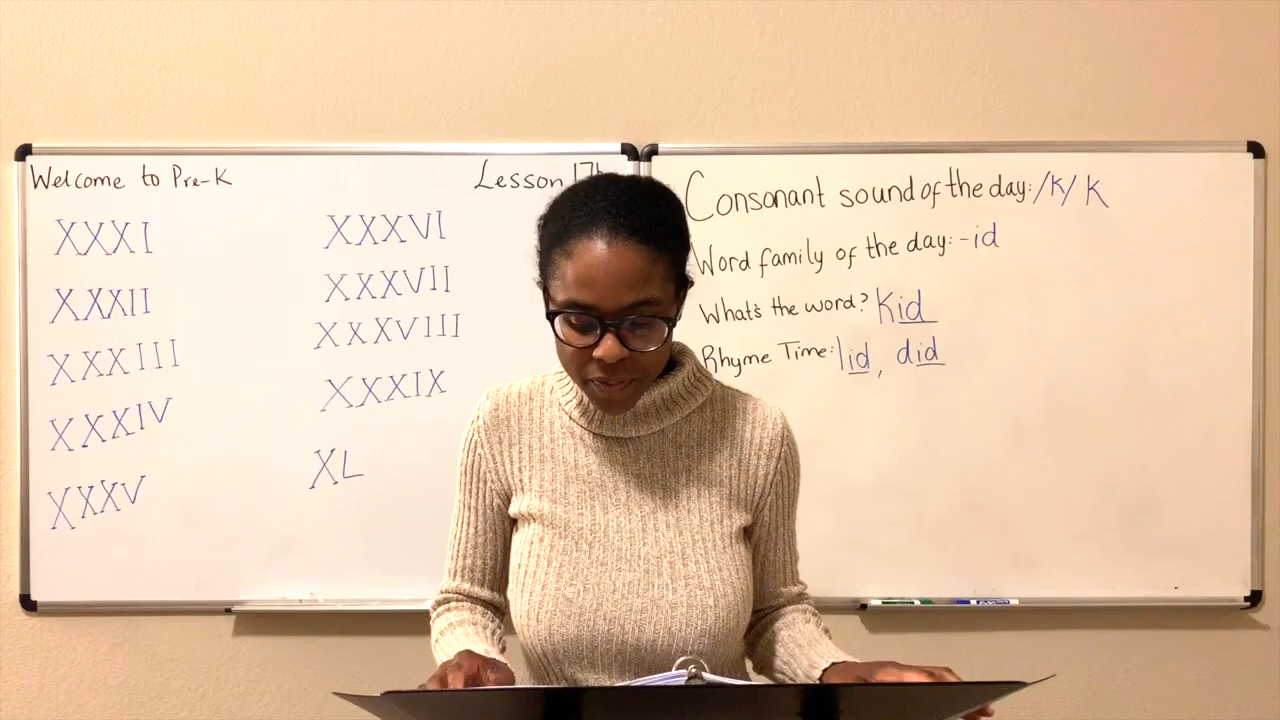 Welcome to Pre-K
Lesson
XXXI
XXXII
XXXIII
XXXIV
XXXV
XXXVI
XXXVII
XXXVIII
XXXIX
XL
Consonant sound of the day: /K/ K
Word family of the day: -id
What's the word? Kid
Rhyme Time: lid, did